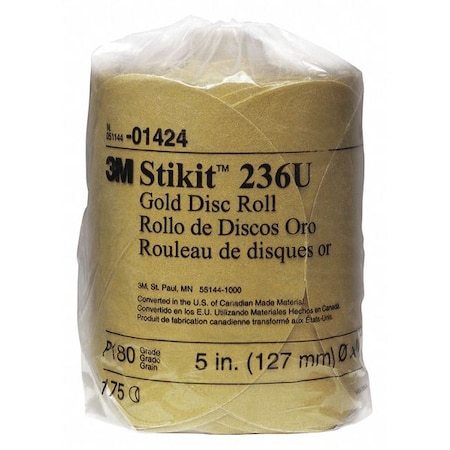 N.
051144 -01424
3M Stikit™ 236U
Gold Disc Roll
Rollo de Discos Oro
Rouleau de disques or
3M, St. Paul, MN 55144-1000
Converted in the U.S. of Canadian Made Material.
Convertido en los E.U. Utilizando Materiales Hechos en Canadá.
Produit de fabrication canadienne transformé aux États-Unis.
P180 Grade
Grado
Grain
5 in. (127 mm) Ø x
175